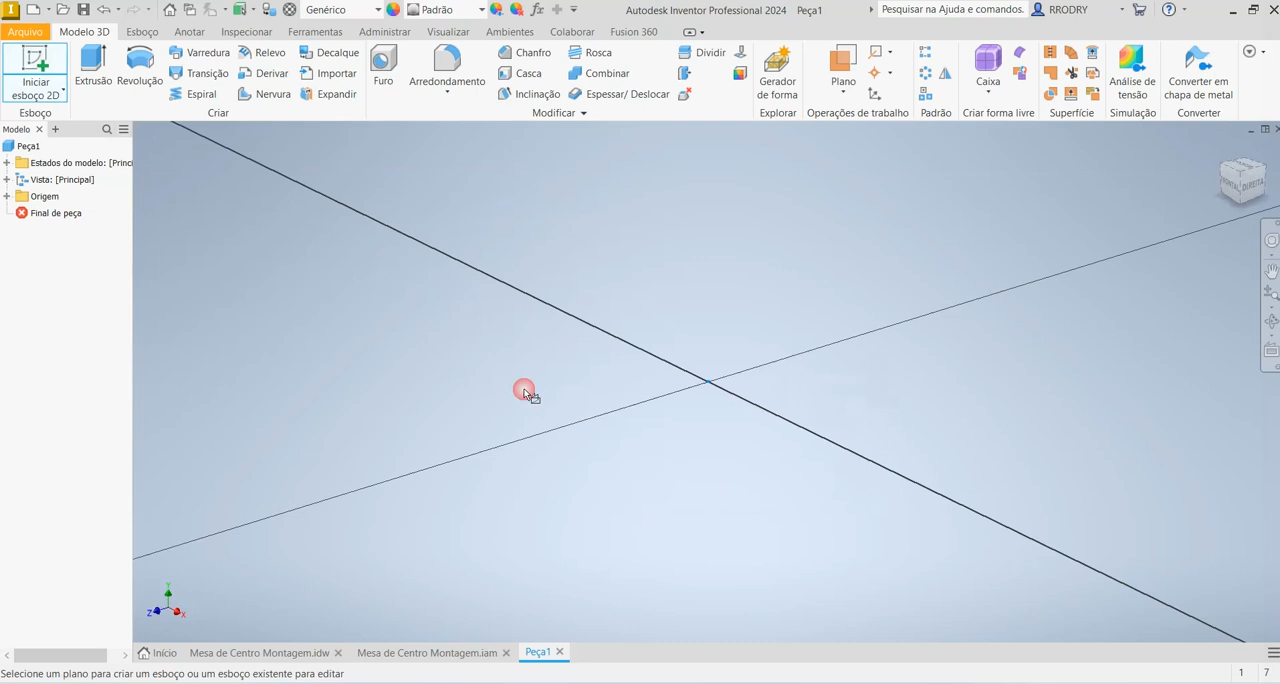 I Genérico Padrão fx Autodesk Inventor Professional 2024 Peça1 Pesquisar na Ajuda e comandos. RRODRY
Arquivo Modelo 3D Esboço Anotar Inspecionar Ferramentas Administrar Visualizar Ambientes Colaborar Fusion 360
Iniciar esboço 2D Extrusão Revolução Varredura Relevo Decalque Furo Arredondamento Chanfro Rosca Dividir Gerador de forma Plano Caixa Análise de tensão Converter em chapa de metal
Transição Derivar Importar Casca Combinar
Espiral Nervura Expandir Inclinação Espessar/ Deslocar
Esboço Criar Modificar Explorar Operações de trabalho Padrão Criar forma livre Superfície Simulação Converter
Modelo
Peça1
Estados do modelo: [Princi
Vista: [Principal]
Origem
Final de peça
FRONTAL DIREITA
Y
Z X
Início Mesa de Centro Montagem.idw Mesa de Centro Montagem.iam Peça1
Selecione um plano para criar um esboço ou um esboço existente para editar 1 7